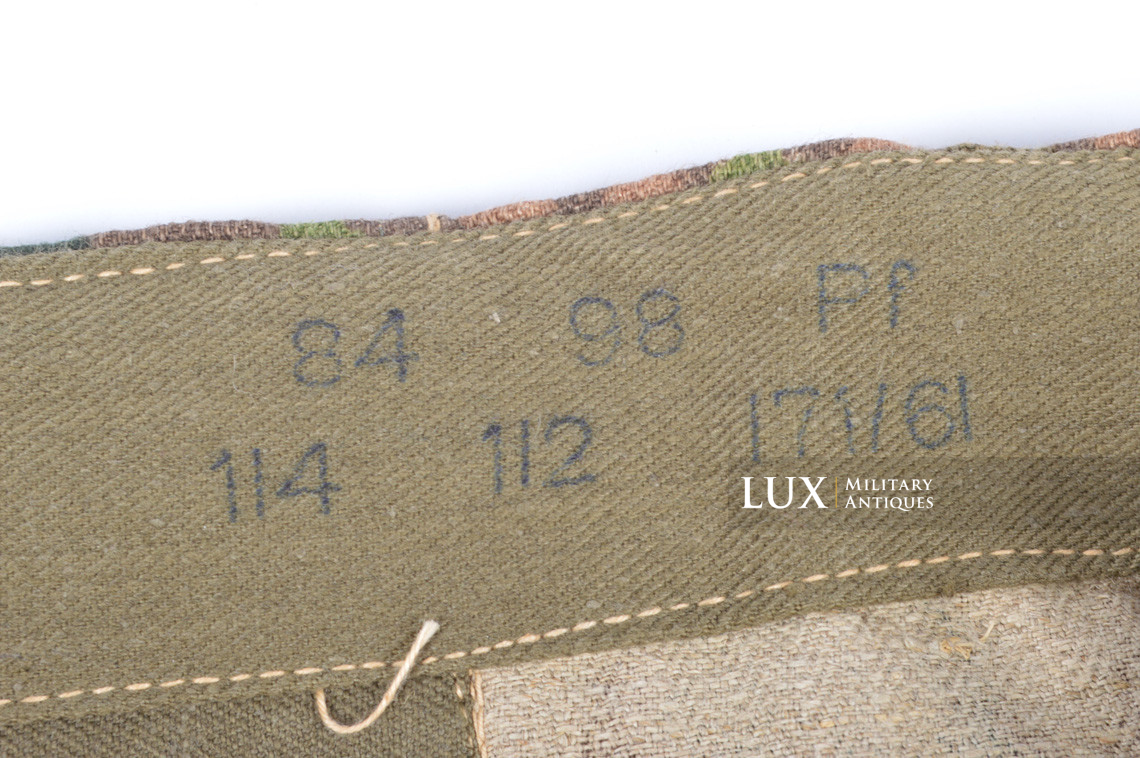 84 98 Pf
114 112 171/61
LUX MILITARY
ANTIQUES